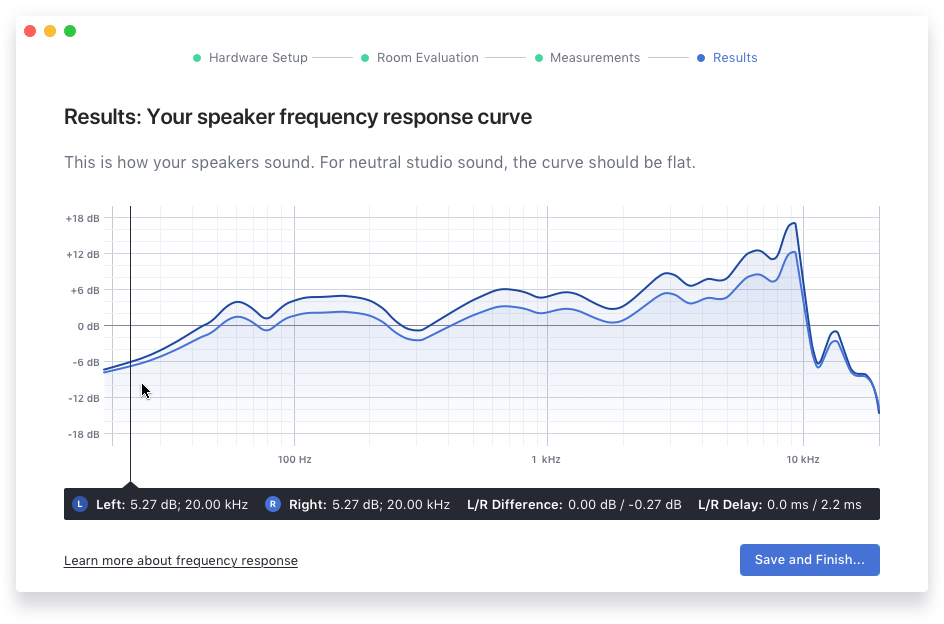 Hardware Setup Room Evaluation Measurements Results
Results: Your speaker frequency response curve
This is how your speakers sound. For neutral studio sound, the curve should be flat.
+18 dB
+12 dB
+6 dB
0 dB
-6 dB
-12 dB
-18 dB
100 Hz 1 kHz 10 kHz
L Left: 5.27 dB; 20.00 kHz R Right: 5.27 dB; 20.00 kHz L/R Difference: 0.00 dB / -0.27 dB L/R Delay: 0.0 ms / 2.2 ms
Learn more about frequency response Save and Finish...